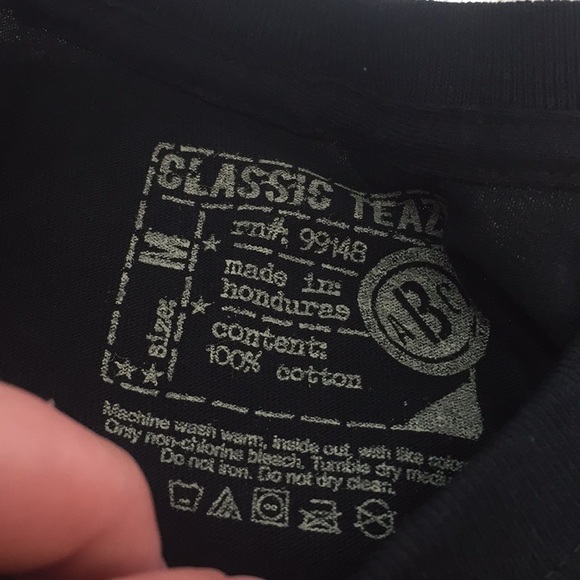 CLASSIC TEAZ
size: M
rn# 99148
made in:
honduras
ABC
content:
100% cotton
Machine wash warm, inside out, with like colors
Only non-chlorine bleach. Tumble dry medium
Do not iron. Do not dry clean.